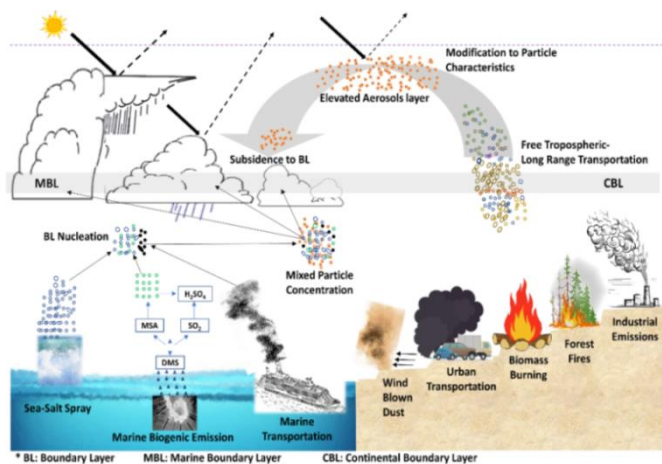 Modification to Particle
Characteristics
Elevated Aerosols layer
Free Tropospheric-
Long Range Transportation
Subsidence to BL
MBL
CBL
BL Nucleation
Mixed Particle
Concentration
H₂SO₄
MSA
SO₂
DMS
Sea-Salt Spray
Marine Biogenic Emission
Marine
Transportation
Wind
Blown
Dust
Urban
Transportation
Biomass
Burning
Forest
Fires
Industrial
Emissions
* BL: Boundary Layer MBL: Marine Boundary Layer CBL: Continental Boundary Layer